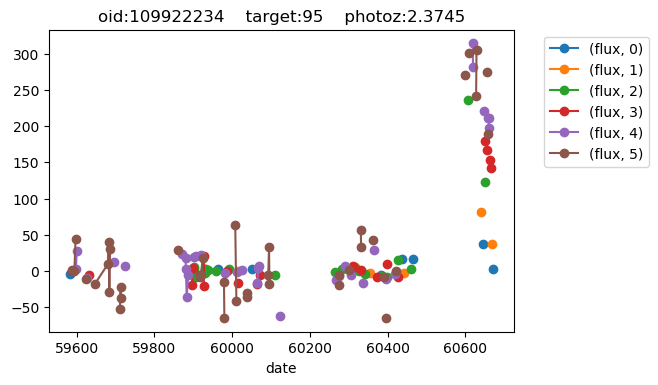 oid:109922234 target:95 photoz:2.3745
300
250
200
150
100
50
0
−50
59600 59800 60000 60200 60400 60600
date
(flux, 0)
(flux, 1)
(flux, 2)
(flux, 3)
(flux, 4)
(flux, 5)